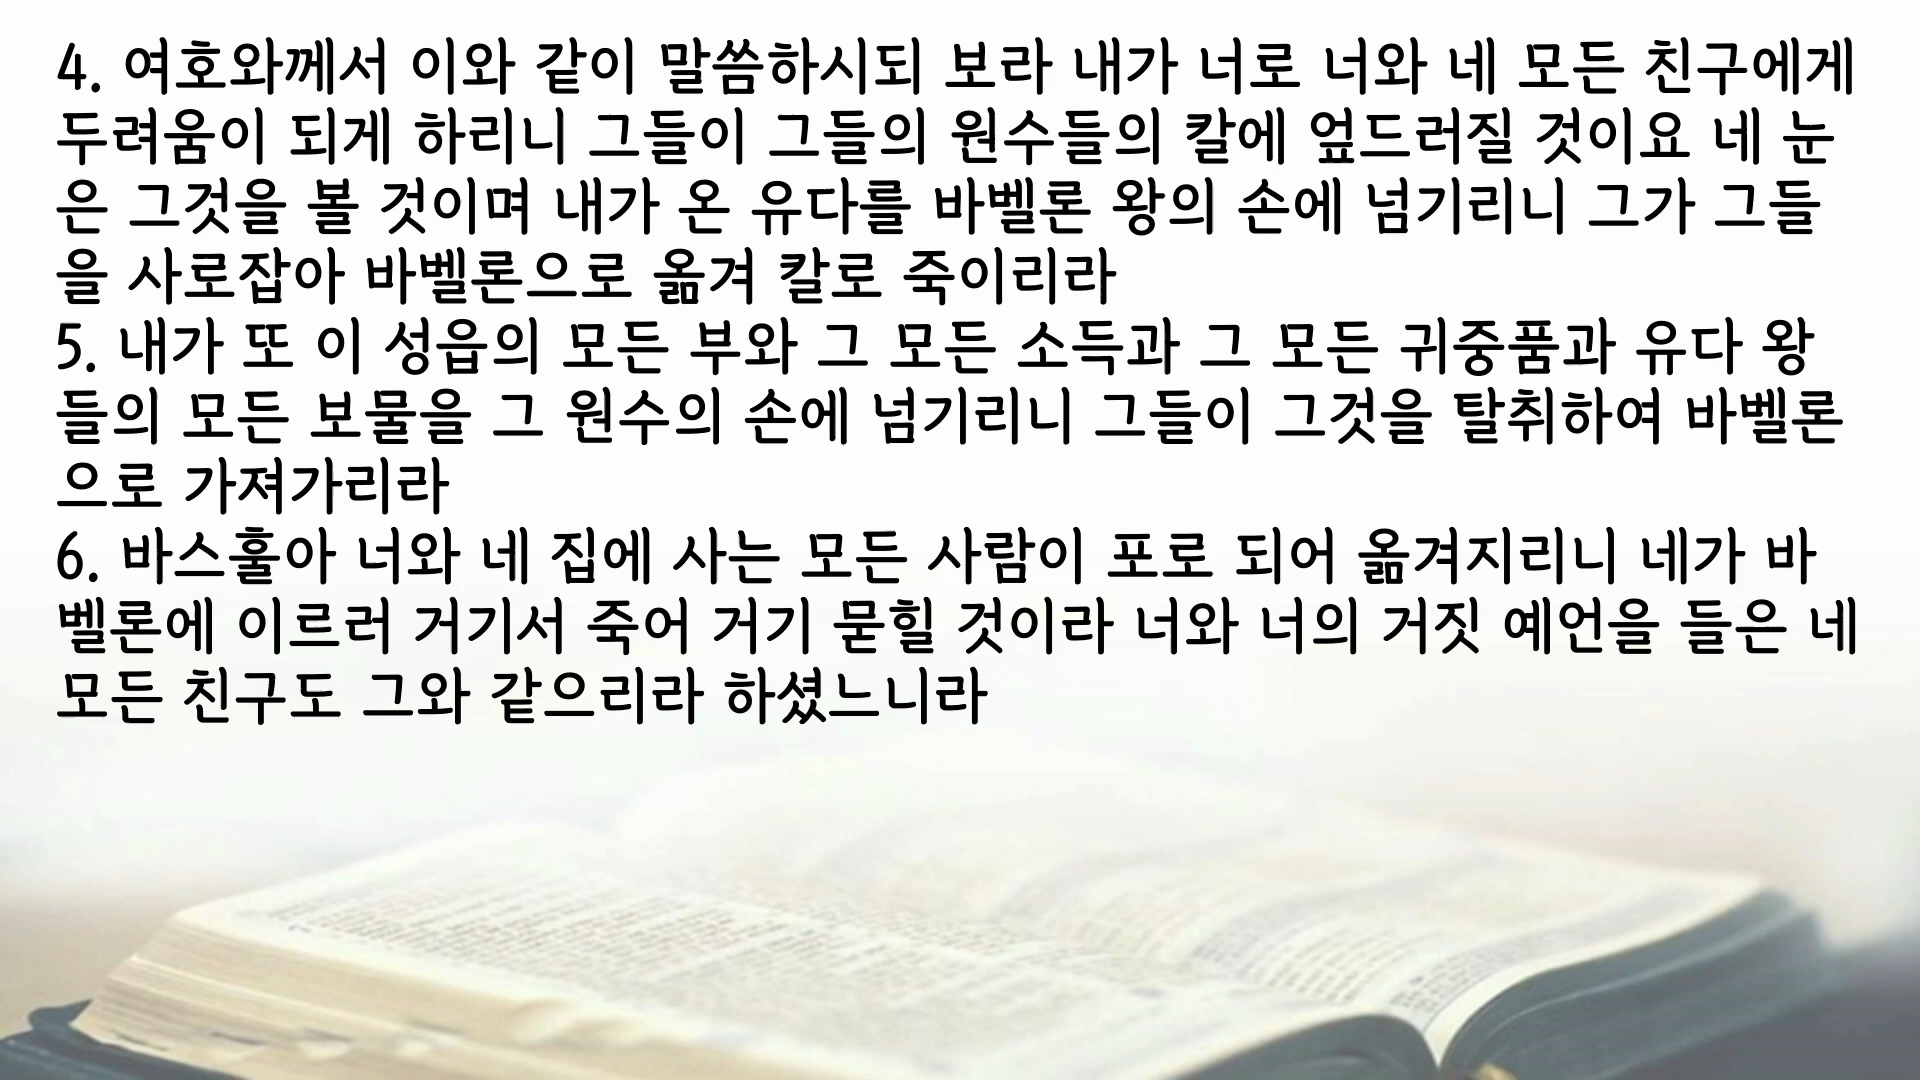 4. 여호와께서 이와 같이 말씀하시되 보라 내가 너로 너와 네 모든 친구에게
두려움이 되게 하리니 그들이 그들의 원수들의 칼에 엎드러질 것이요 네 눈
은 그것을 볼 것이며 내가 온 유다를 바벨론 왕의 손에 넘기리니 그가 그들
을 사로잡아 바벨론으로 옮겨 칼로 죽이리라
5. 내가 또 이 성읍의 모든 부와 그 모든 소득과 그 모든 귀중품과 유다 왕
들의 모든 보물을 그 원수의 손에 넘기리니 그들이 그것을 탈취하여 바벨론
으로 가져가리라
6. 바스훌아 너와 네 집에 사는 모든 사람이 포로 되어 옮겨지리니 네가 바
벨론에 이르러 거기서 죽어 거기 묻힐 것이라 너와 너의 거짓 예언을 들은 네
모든 친구도 그와 같으리라 하셨느니라